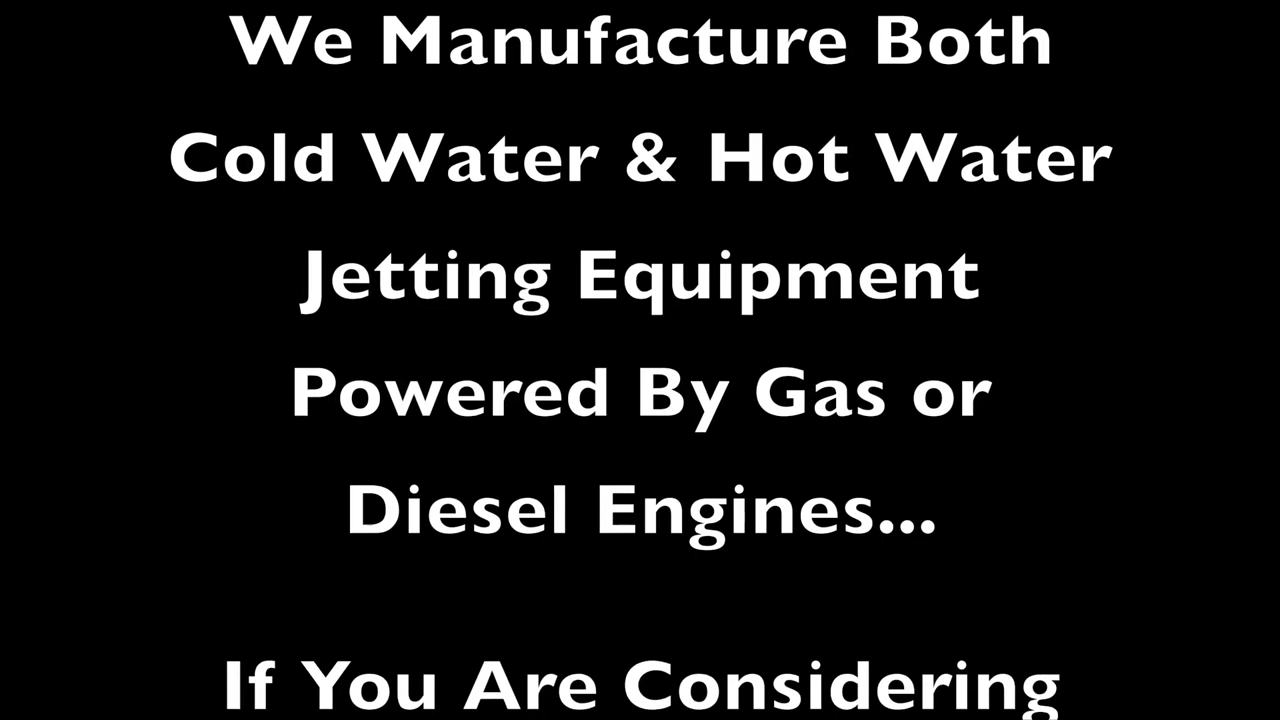 We Manufacture Both
Cold Water & Hot Water
Jetting Equipment
Powered By Gas or
Diesel Engines...
If You Are Considering